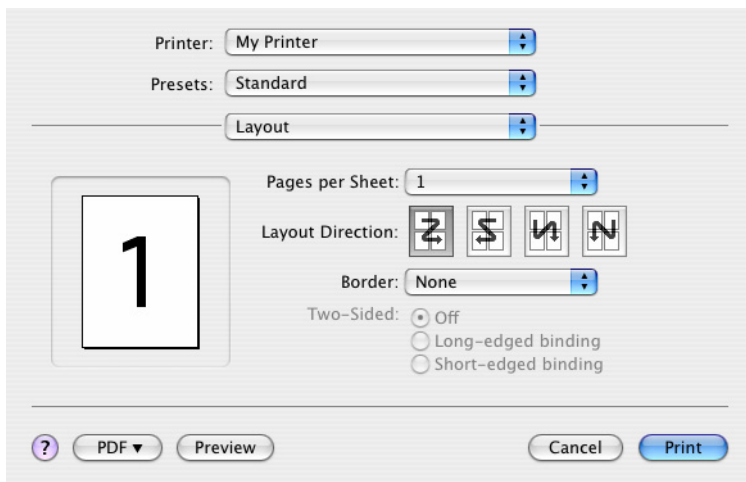 Printer: My Printer
Presets: Standard
Layout
Pages per Sheet: 1
Layout Direction:
Border: None
Two-Sided: Off
Long-edged binding
Short-edged binding
1
? PDF▼ Preview Cancel Print